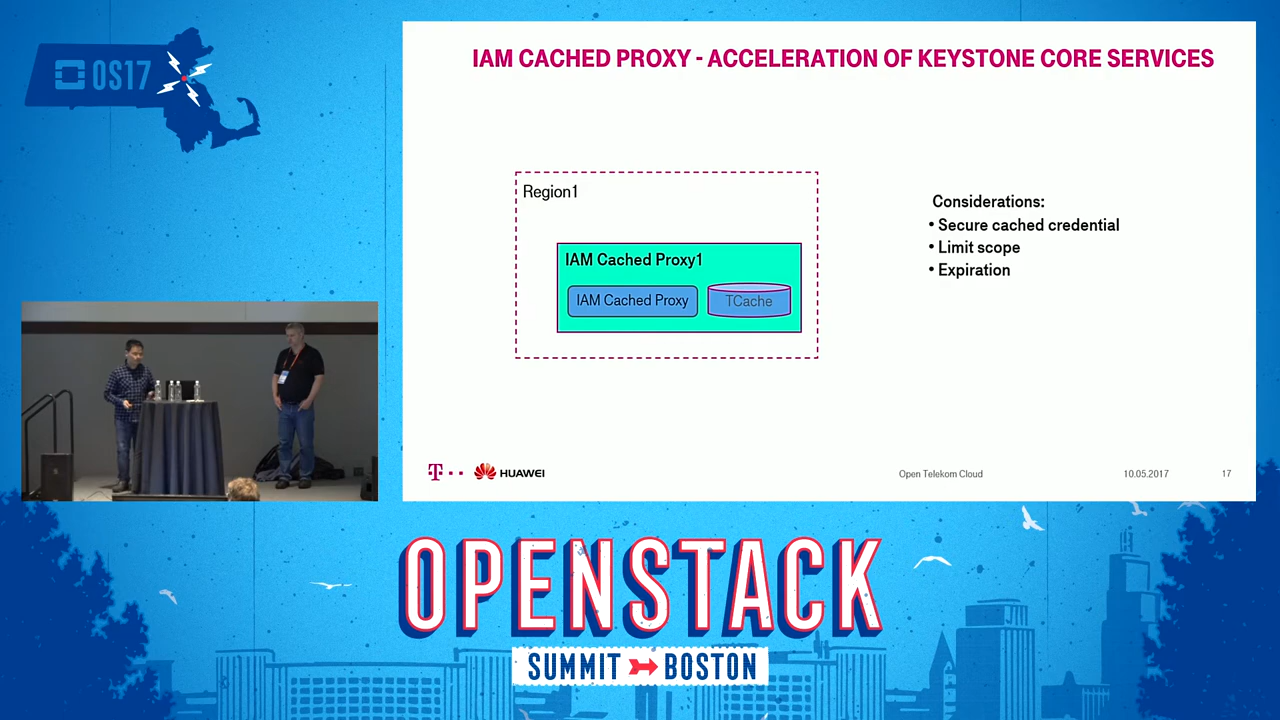 OS17
IAM CACHED PROXY - ACCELERATION OF KEYSTONE CORE SERVICES
Region1
IAM Cached Proxy1
IAM Cached Proxy
TCache
Considerations:
• Secure cached credential
• Limit scope
• Expiration
T
HUAWEI
Open Telekom Cloud
10.05.2017
17
OPENSTACK
SUMMIT BOSTON